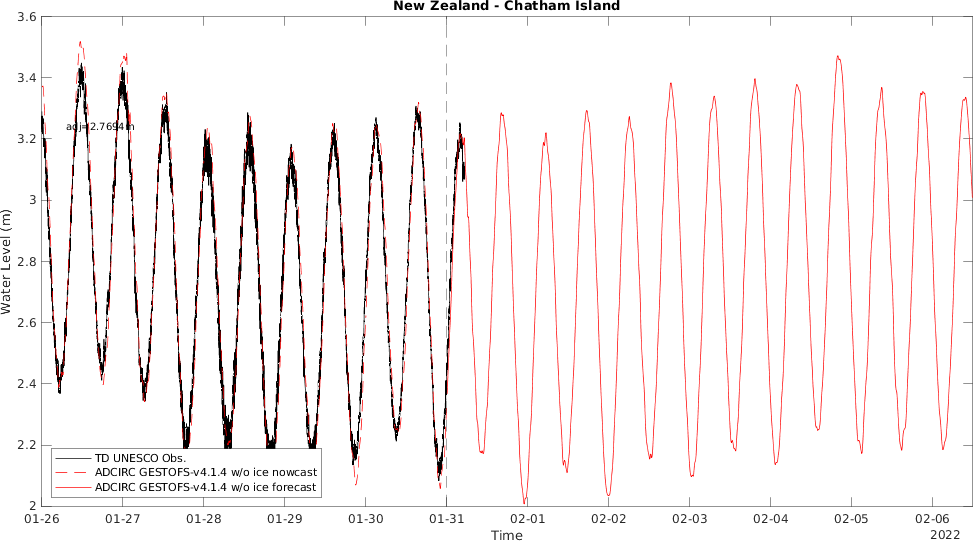 New Zealand - Chatham Island
3.6
3.4
3.2
3
2.8
2.6
2.4
2.2
2
Water Level (m)
adj=2.7694m
TD UNESCO Obs.
ADCIRC GESTOFS-v4.1.4 w/o ice nowcast
ADCIRC GESTOFS-v4.1.4 w/o ice forecast
01-26 01-27 01-28 01-29 01-30 01-31 02-01 02-02 02-03 02-04 02-05 02-06
Time
2022